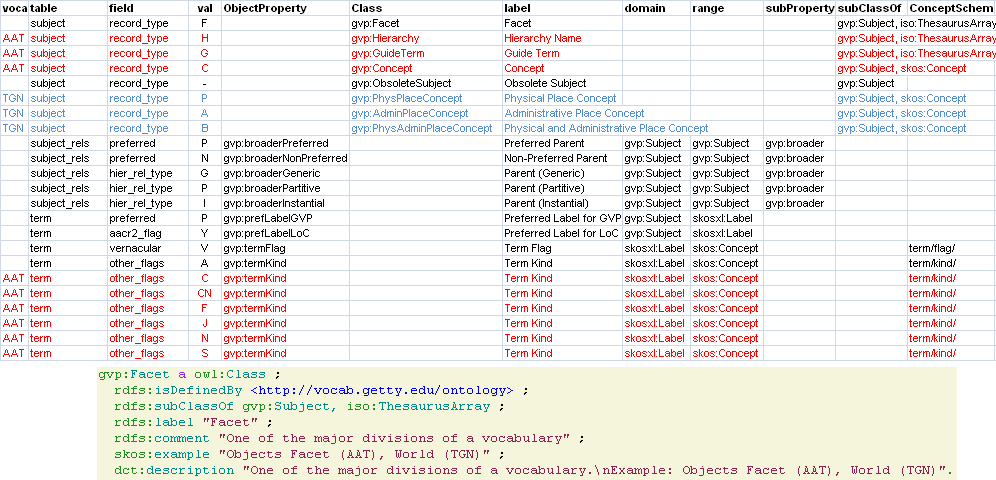 voca table field val ObjectProperty Class label domain range subProperty subClassOf ConceptSchem
subject record_type F gvp:Facet Facet gvp:Subject, iso:ThesaurusArray
AAT subject record_type H gvp:Hierarchy Hierarchy Name gvp:Subject, iso:ThesaurusArray
AAT subject record_type G gvp:GuideTerm Guide Term gvp:Subject, iso:ThesaurusArray
AAT subject record_type C gvp:Concept Concept gvp:Subject, skos:Concept
subject record_type - gvp:ObsoleteSubject Obsolete Subject gvp:Subject
TGN subject record_type P gvp:PhysPlaceConcept Physical Place Concept gvp:Subject, skos:Concept
TGN subject record_type A gvp:AdminPlaceConcept Administrative Place Concept gvp:Subject, skos:Concept
TGN subject record_type B gvp:PhysAdminPlaceConcept Physical and Administrative Place Concept gvp:Subject, skos:Concept
subject_rels preferred P gvp:broaderPreferred Preferred Parent gvp:Subject gvp:Subject gvp:broader
subject_rels preferred N gvp:broaderNonPreferred Non-Preferred Parent gvp:Subject gvp:Subject gvp:broader
subject_rels hier_rel_type G gvp:broaderGeneric Parent (Generic) gvp:Subject gvp:Subject gvp:broader
subject_rels hier_rel_type P gvp:broaderPartitive Parent (Partitive) gvp:Subject gvp:Subject gvp:broader
subject_rels hier_rel_type I gvp:broaderInstantial Parent (Instantial) gvp:Subject gvp:Subject gvp:broader
term preferred P gvp:prefLabelGVP Preferred Label for GVP gvp:Subject skosxl:Label
term aacr2_flag Y gvp:prefLabelLoC Preferred Label for LoC gvp:Subject skosxl:Label
term vernacular V gvp:termFlag Term Flag skosxl:Label skos:Concept term/flag/
term other_flags A gvp:termKind Term Kind skosxl:Label skos:Concept term/kind/
AAT term other_flags C gvp:termKind Term Kind skosxl:Label skos:Concept term/kind/
AAT term other_flags CN gvp:termKind Term Kind skosxl:Label skos:Concept term/kind/
AAT term other_flags F gvp:termKind Term Kind skosxl:Label skos:Concept term/kind/
AAT term other_flags J gvp:termKind Term Kind skosxl:Label skos:Concept term/kind/
AAT term other_flags N gvp:termKind Term Kind skosxl:Label skos:Concept term/kind/
AAT term other_flags S gvp:termKind Term Kind skosxl:Label skos:Concept term/kind/
gvp:Facet a owl:Class ;
rdfs:isDefinedBy <http://vocab.getty.edu/ontology> ;
rdfs:subClassOf gvp:Subject, iso:ThesaurusArray ;
rdfs:label "Facet" ;
rdfs:comment "One of the major divisions of a vocabulary" ;
skos:example "Objects Facet (AAT), World (TGN)" ;
dct:description "One of the major divisions of a vocabulary.\nExample: Objects Facet (AAT), World (TGN)".